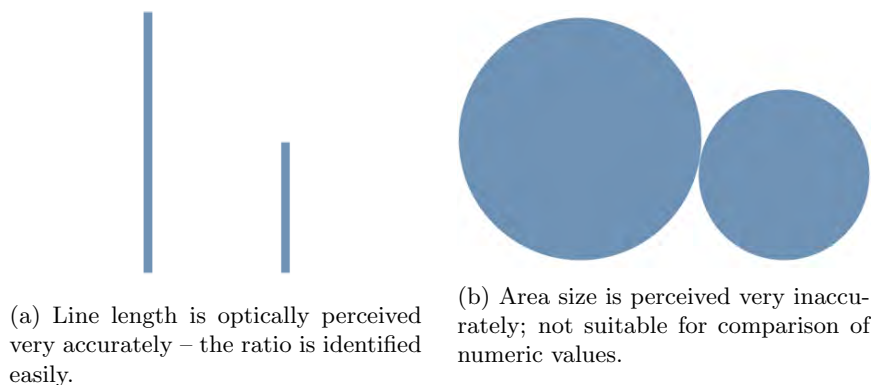 (a) Line length is optically perceived
very accurately – the ratio is identified
easily.
(b) Area size is perceived very inaccu-
rately; not suitable for comparison of
numeric values.